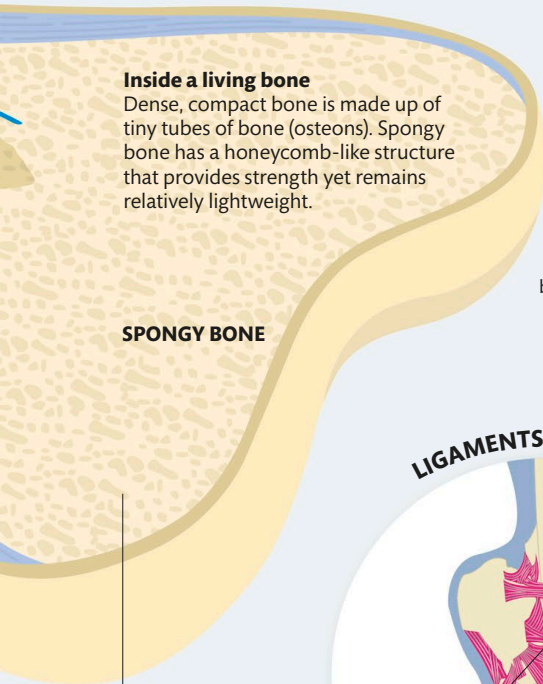 Inside a living bone
Dense, compact bone is made up of
tiny tubes of bone (osteons). Spongy
bone has a honeycomb-like structure
that provides strength yet remains
relatively lightweight.
SPONGY BONE
LIGAMENTS